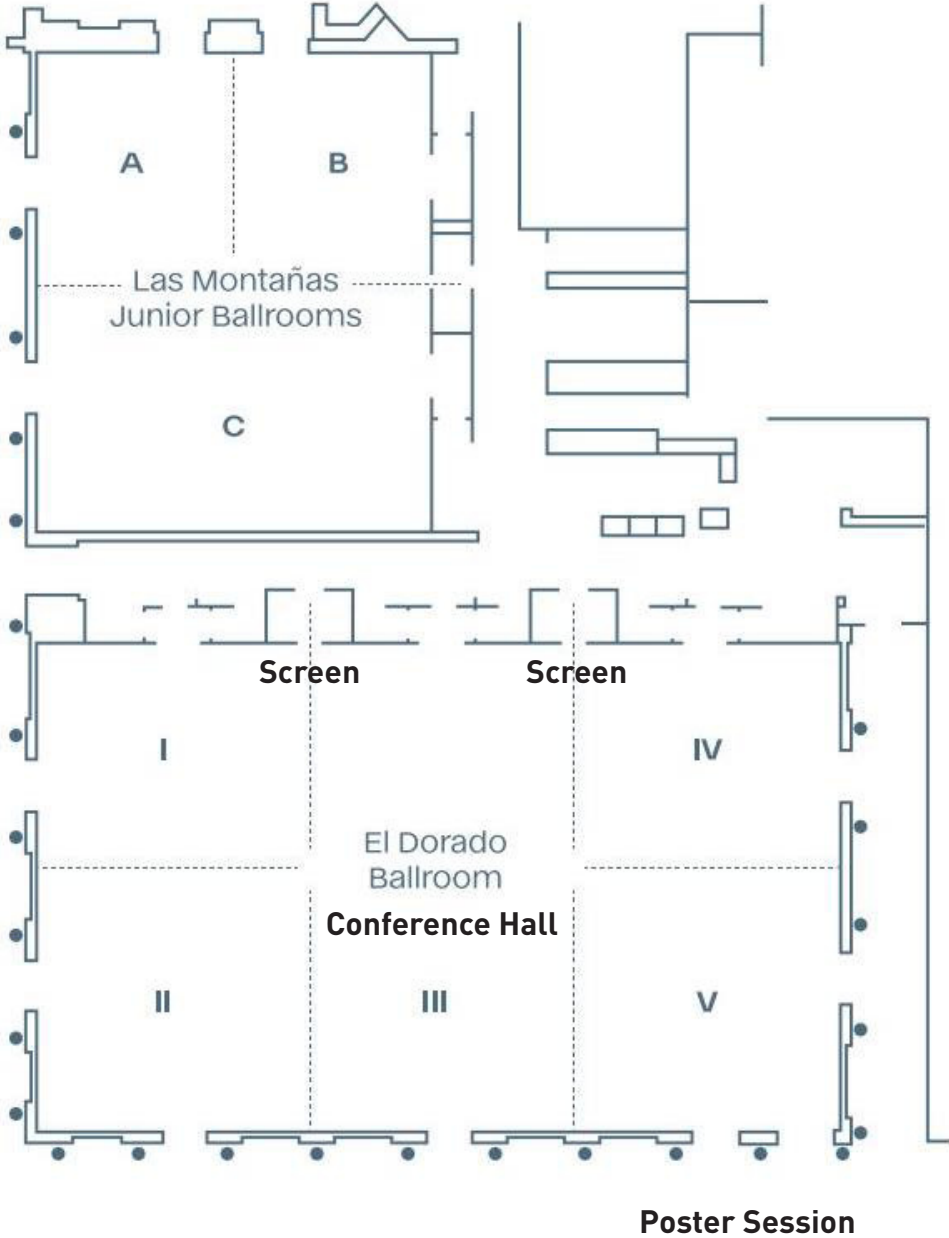 A
B
Las Montañas
Junior Ballrooms
C
Screen
Screen
I
IV
El Dorado
Ballroom
Conference Hall
II
III
V
Poster Session